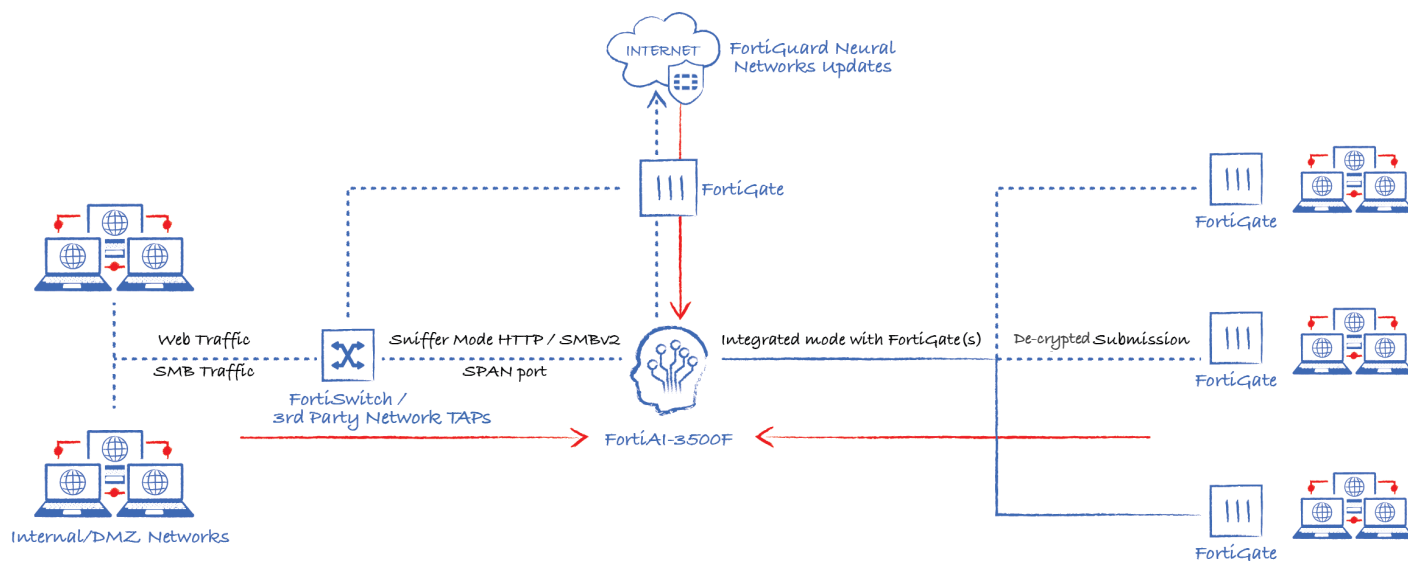 INTERNET
FortiGuard Neural
Networks Updates
FortiGate
FortiGate
Web Traffic
SMB Traffic
Sniffer Mode HTTP / SMBv2
SPAN port
Integrated mode with FortiGate(s)
De-crypted Submission
FortiGate
FortiSwitch /
3rd Party Network TAPs
FortiAI-3500F
Internal/DMZ Networks
FortiGate